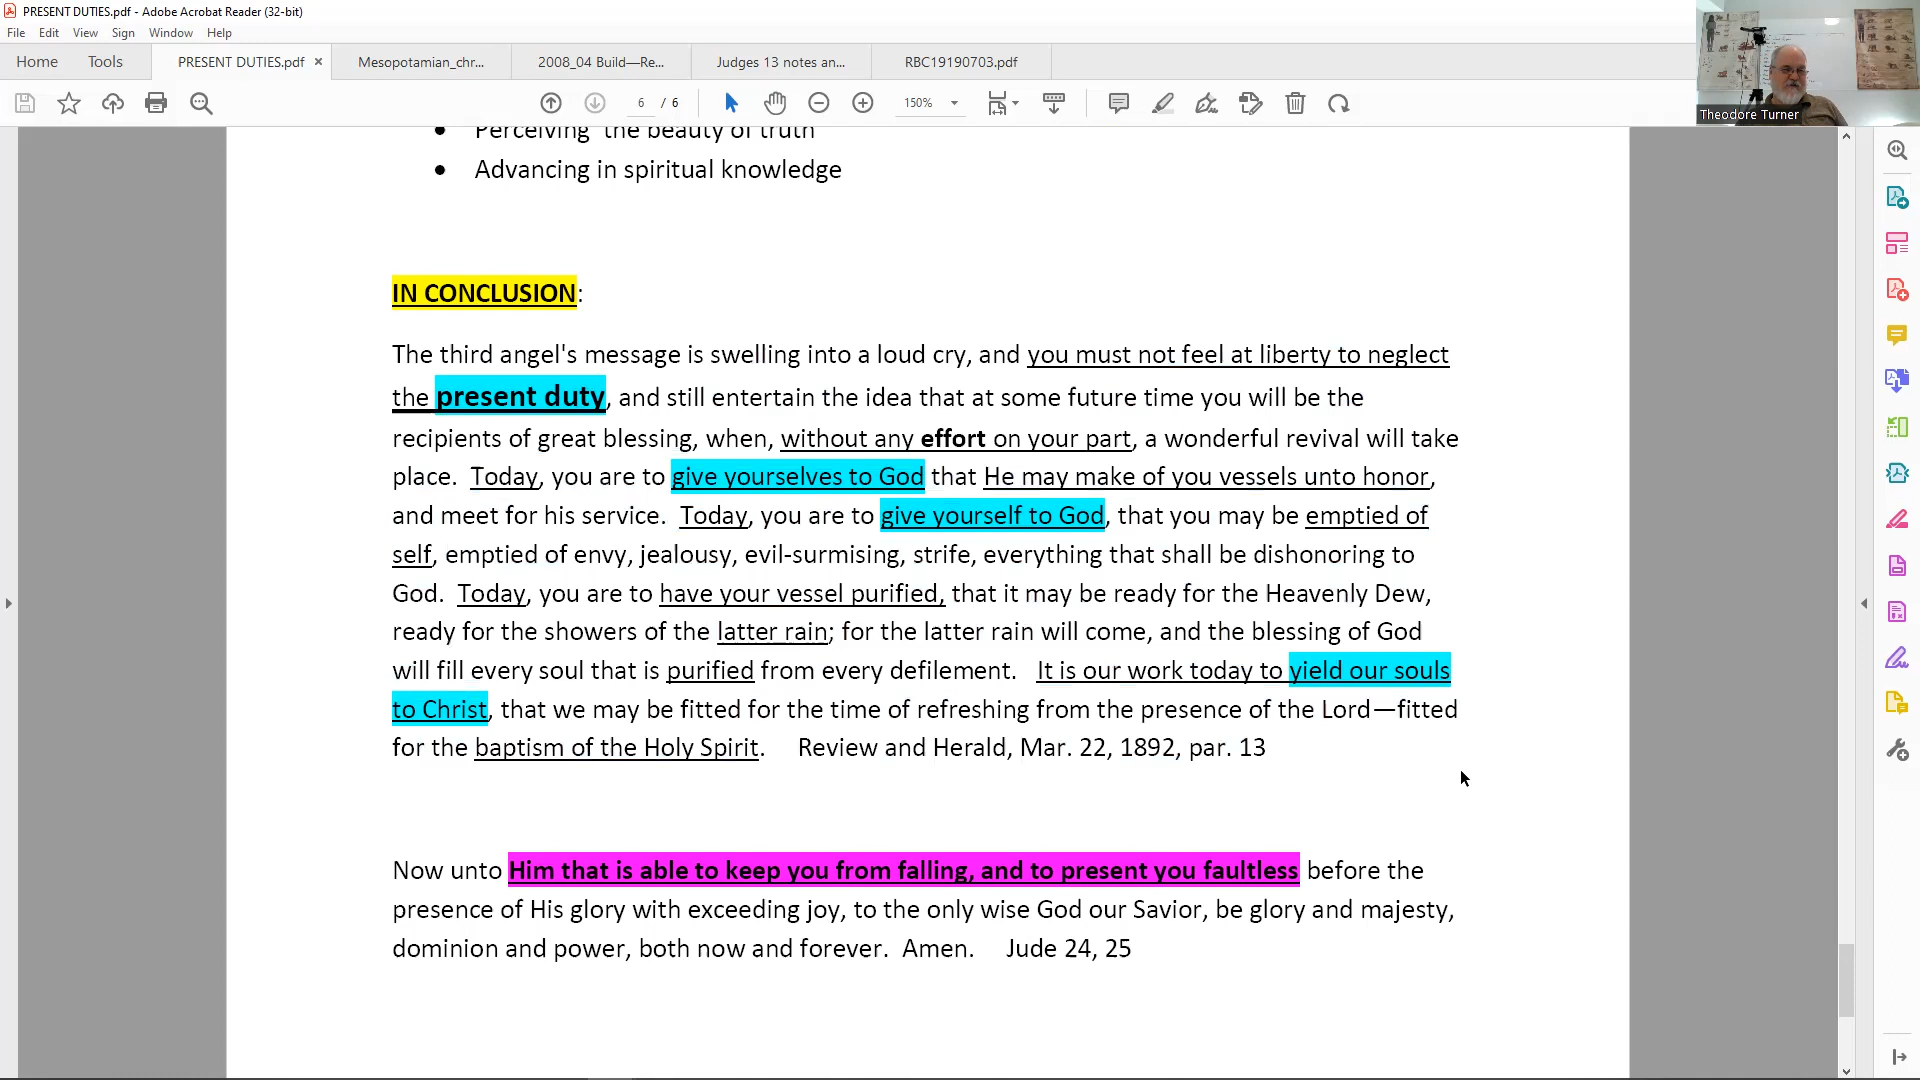 PRESENT DUTIES.pdf - Adobe Acrobat Reader (32-bit)
File Edit View Sign Window Help
Home Tools PRESENT DUTIES.pdf × Mesopotamian_chr... 2008_04 Build—Re... Judges 13 notes an... RBC19190703.pdf
6 / 6 150%
Theodore Turner
• Perceiving the beauty of truth
• Advancing in spiritual knowledge
IN CONCLUSION:
The third angel's message is swelling into a loud cry, and you must not feel at liberty to neglect
the present duty, and still entertain the idea that at some future time you will be the
recipients of great blessing, when, without any effort on your part, a wonderful revival will take
place. Today, you are to give yourselves to God that He may make of you vessels unto honor,
and meet for his service. Today, you are to give yourself to God, that you may be emptied of
self, emptied of envy, jealousy, evil-surmising, strife, everything that shall be dishonoring to
God. Today, you are to have your vessel purified, that it may be ready for the Heavenly Dew,
ready for the showers of the latter rain; for the latter rain will come, and the blessing of God
will fill every soul that is purified from every defilement. It is our work today to yield our souls
to Christ, that we may be fitted for the time of refreshing from the presence of the Lord—fitted
for the baptism of the Holy Spirit. Review and Herald, Mar. 22, 1892, par. 13
Now unto Him that is able to keep you from falling, and to present you faultless before the
presence of His glory with exceeding joy, to the only wise God our Savior, be glory and majesty,
dominion and power, both now and forever. Amen. Jude 24, 25